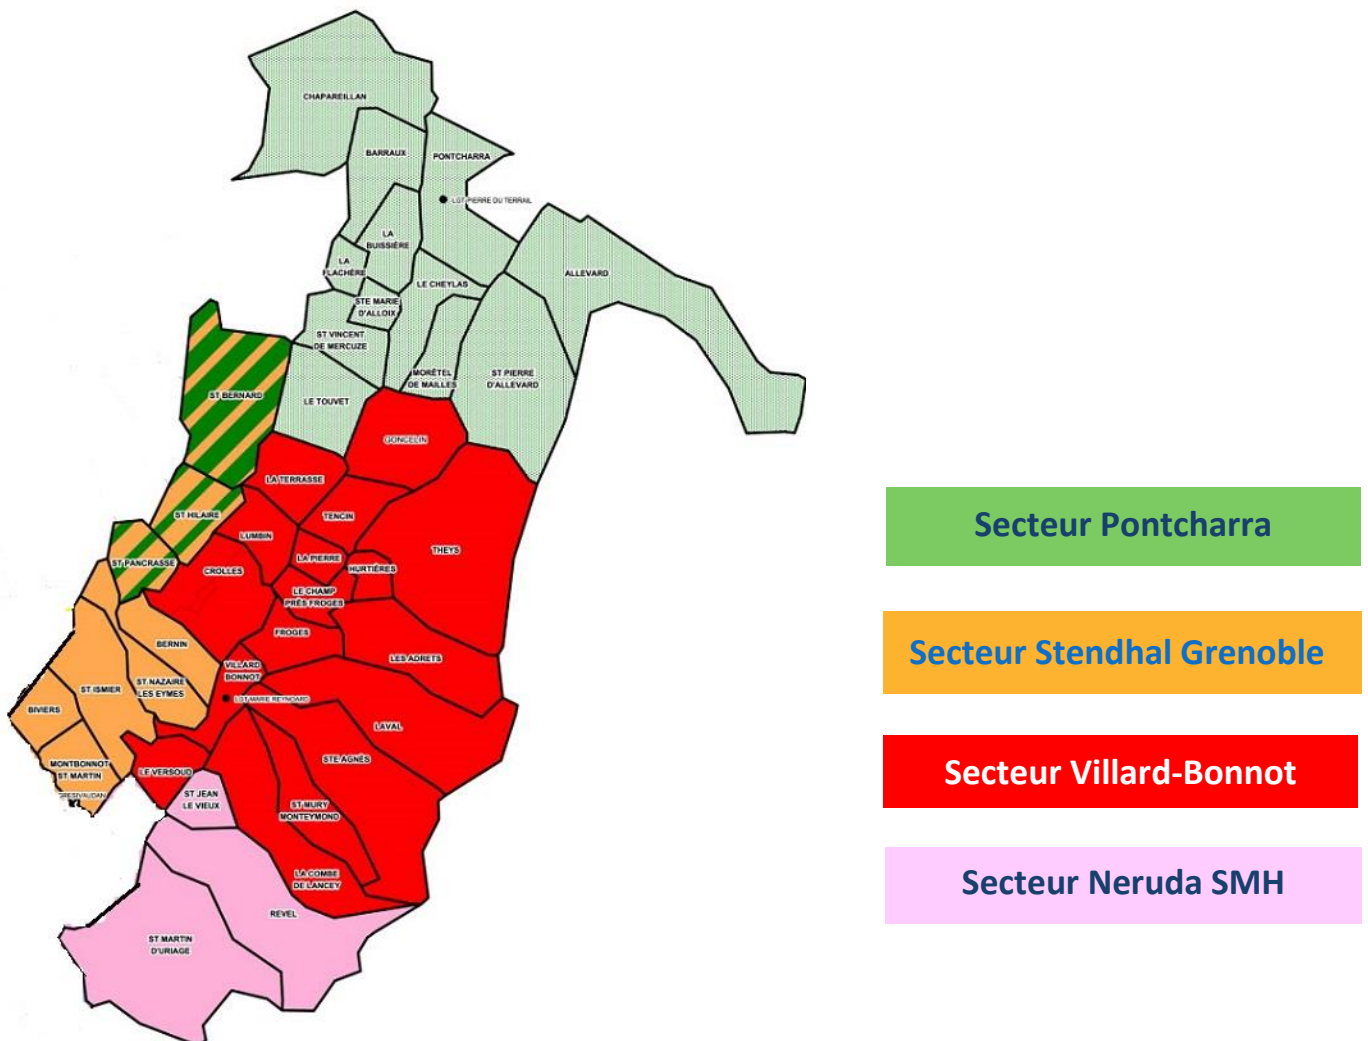 CHAPAREILLAN
BARRAUX
PONTCHARRA
LGT PIERRE DU TERRAIL
LA
BUISSIÈRE
LA
FLACHÈRE
ALLEVARD
LE CHEYLAS
STE MARIE
D'ALLOIX
ST VINCENT
DE MERCUZE
MORÊTEL
DE MAILLES
ST PIERRE
D'ALLEVARD
ST BERNARD
LE TOUVET
GONCELIN
LA TERRASSE
ST HILAIRE
TENCIN
LUMBIN
THEYS
LA PIERRE
ST PANCRASSE
CROLLES
HURTIÈRES
LE CHAMP
PRÈS FROGES
FROGES
BERNIN
LES ADRETS
VILLARD
BONNOT
ST NAZAIRE
LES EYMES
ST ISMIER
LGT MARIE REYNOARD
BIVIERS
LAVAL
STE AGNÈS
MONTBONNOT
ST MARTIN
LE VERSOUD
GRESIVAUDAN
ST JEAN
LE VIEUX
ST MURY
MONTEYMOND
LA COMBE
DE LANCEY
REVEL
ST MARTIN
D'URIAGE
Secteur Pontcharra
Secteur Stendhal Grenoble
Secteur Villard-Bonnot
Secteur Neruda SMH